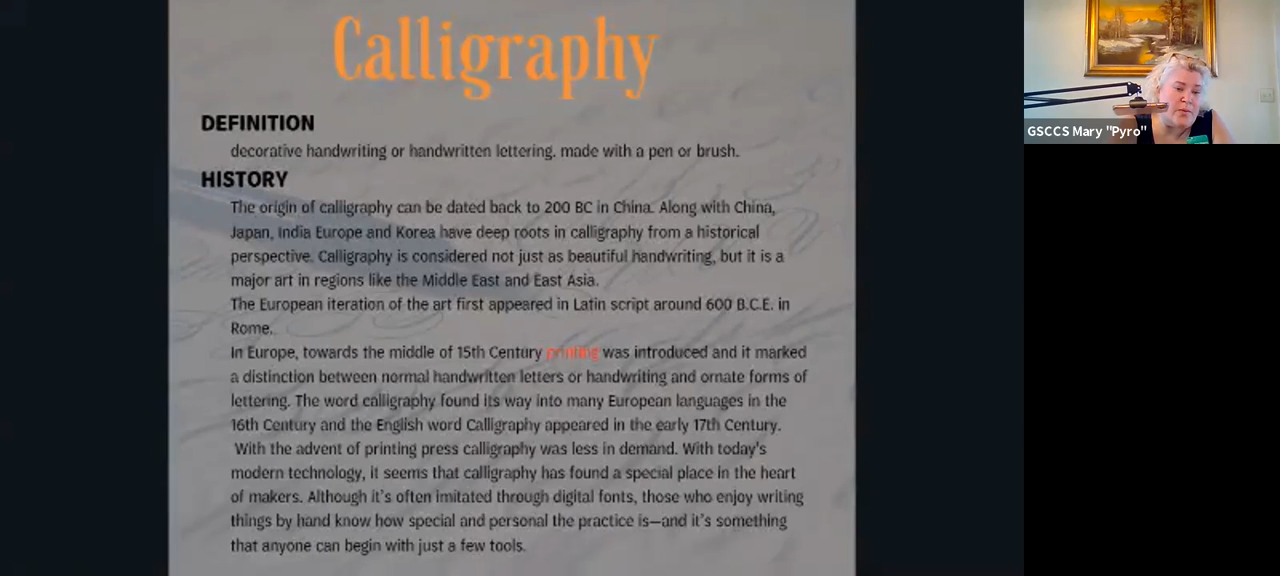 Calligraphy
DEFINITION
decorative handwriting or handwritten lettering. made with a pen or brush.
HISTORY
The origin of calligraphy can be dated back to 200 BC in China. Along with China,
Japan, India Europe and Korea have deep roots in calligraphy from a historical
perspective. Calligraphy is considered not just as beautiful handwriting, but it is a
major art in regions like the Middle East and East Asia.
The European iteration of the art first appeared in Latin script around 600 B.C.E. in
Rome.
In Europe, towards the middle of 15th Century printing was introduced and it marked
a distinction between normal handwritten letters or handwriting and ornate forms of
lettering. The word calligraphy found its way into many European languages in the
16th Century and the English word Calligraphy appeared in the early 17th Century.
With the advent of printing press calligraphy was less in demand. With today's
modern technology, it seems that calligraphy has found a special place in the heart
of makers. Although it's often imitated through digital fonts, those who enjoy writing
things by hand know how special and personal the practice is—and it's something
that anyone can begin with just a few tools.
GSCCS Mary "Pyro"